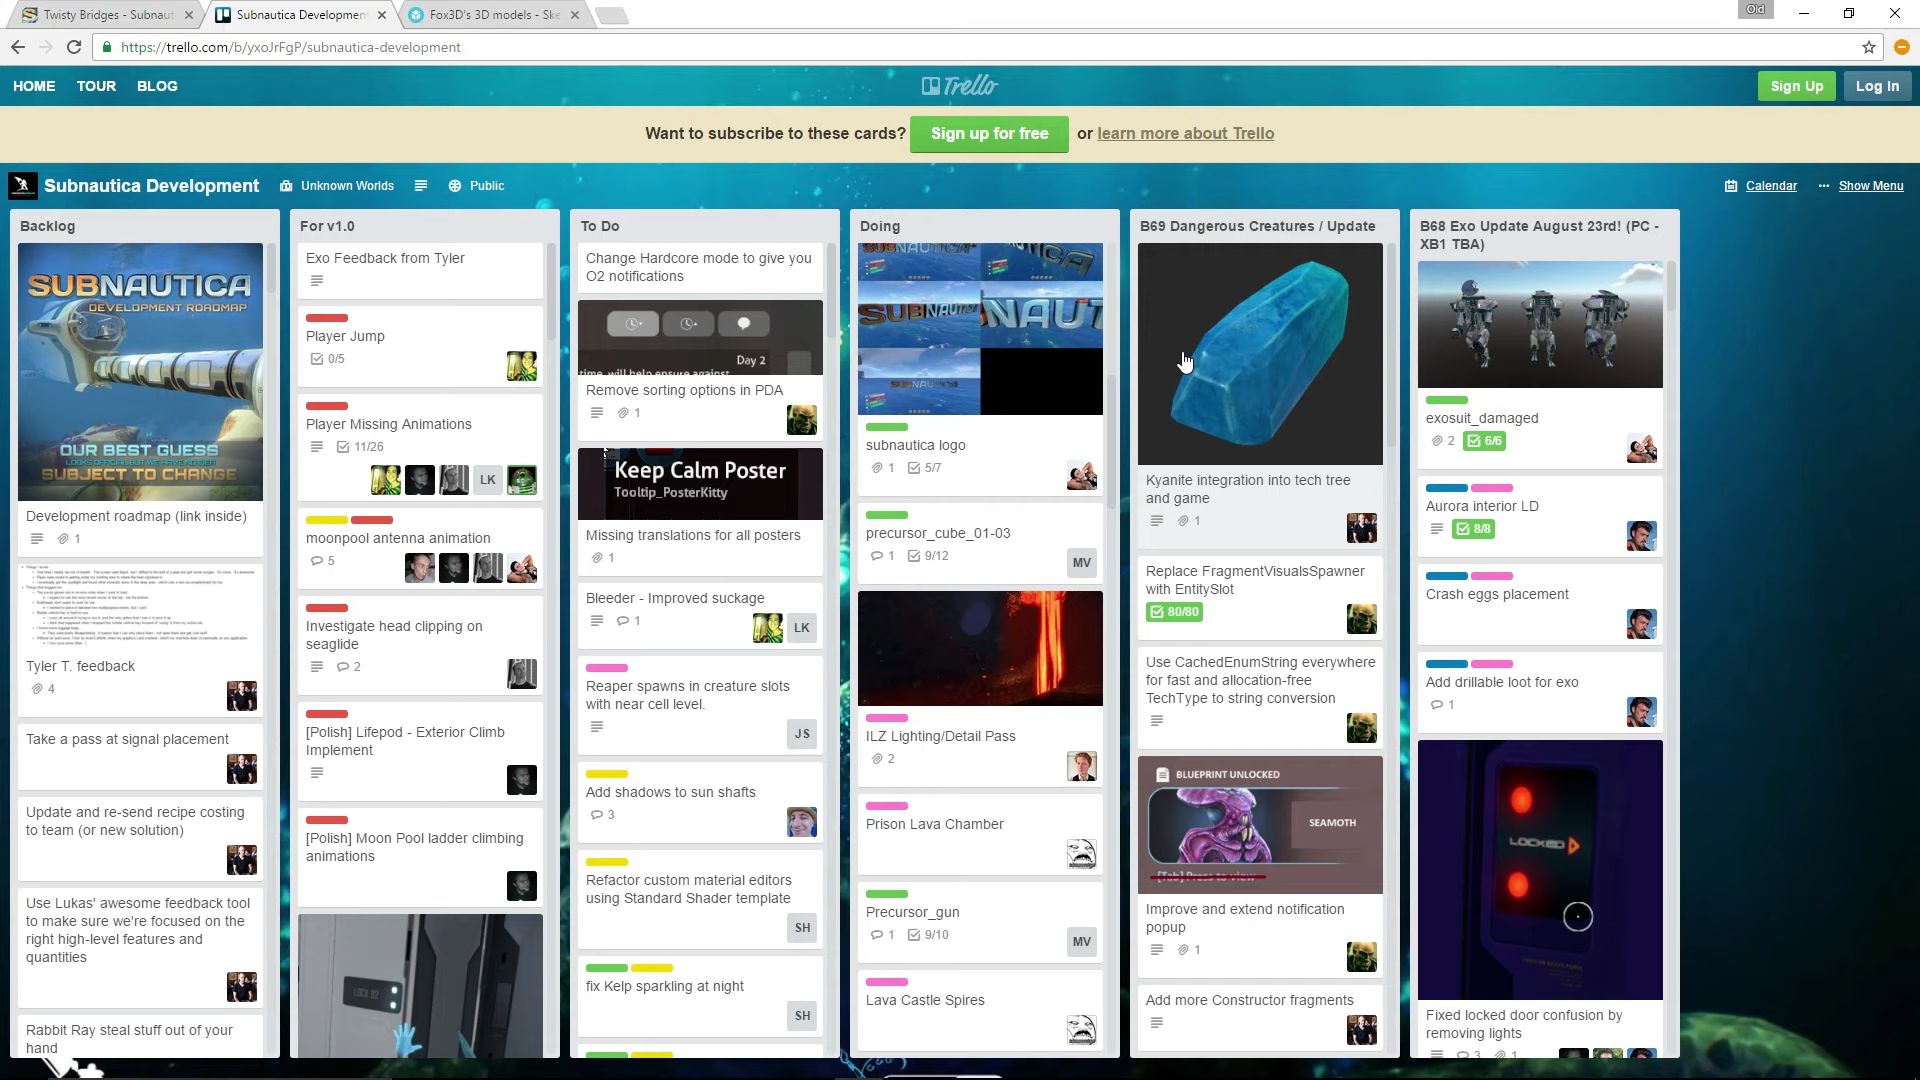 Twisty Bridges - Subnaut
Subnautica Development
Fox3D's 3D models - Ske
Old
https://trello.com/b/yxoJrFgP/subnautica-development
HOME
TOUR
BLOG
Trello
Sign Up
Log In
Want to subscribe to these cards?
Sign up for free
or learn more about Trello
Subnautica Development
Unknown Worlds
Public
Calendar
Show Menu
Backlog
SUBNAUTICA
DEVELOPMENT ROADMAP
OUR BEST GUESS
SUBJECT TO CHANGE
Development roadmap (link inside)
1
Tyler T. feedback
4
Take a pass at signal placement
Update and re-send recipe costing
to team (or new solution)
Use Lukas' awesome feedback tool
to make sure we're focused on the
right high-level features and
quantities
Rabbit Ray steal stuff out of your
hand
For v1.0
Exo Feedback from Tyler
Player Jump
0/5
Player Missing Animations
11/26
LK
moonpool antenna animation
5
Investigate head clipping on
seaglide
2
[Polish] Lifepod - Exterior Climb
Implement
[Polish] Moon Pool ladder climbing
animations
To Do
Change Hardcore mode to give you
O2 notifications
Day 2
time, will help ensure against
Remove sorting options in PDA
1
Keep Calm Poster
Tooltip_PosterKitty
Missing translations for all posters
1
Bleeder - Improved suckage
1
LK
Reaper spawns in creature slots
with near cell level.
JS
Add shadows to sun shafts
3
Refactor custom material editors
using Standard Shader template
SH
fix Kelp sparkling at night
SH
Doing
SUBNAUTICA
NAUT
subnautica logo
1
5/7
precursor_cube_01-03
1
9/12
MV
ILZ Lighting/Detail Pass
2
Prison Lava Chamber
Precursor_gun
1
9/10
MV
Lava Castle Spires
B69 Dangerous Creatures / Update
Kyanite integration into tech tree
and game
1
Replace FragmentVisualsSpawner
with EntitySlot
80/80
Use CachedEnumString everywhere
for fast and allocation-free
TechType to string conversion
BLUEPRINT UNLOCKED
SEAMOTH
[Tab] Press to view
Improve and extend notification
popup
1
Add more Constructor fragments
B68 Exo Update August 23rd! (PC -
XB1 TBA)
exosuit_damaged
2
6/6
Aurora interior LD
8/8
Crash eggs placement
Add drillable loot for exo
1
LOCKED
Fixed locked door confusion by
removing lights
3
1